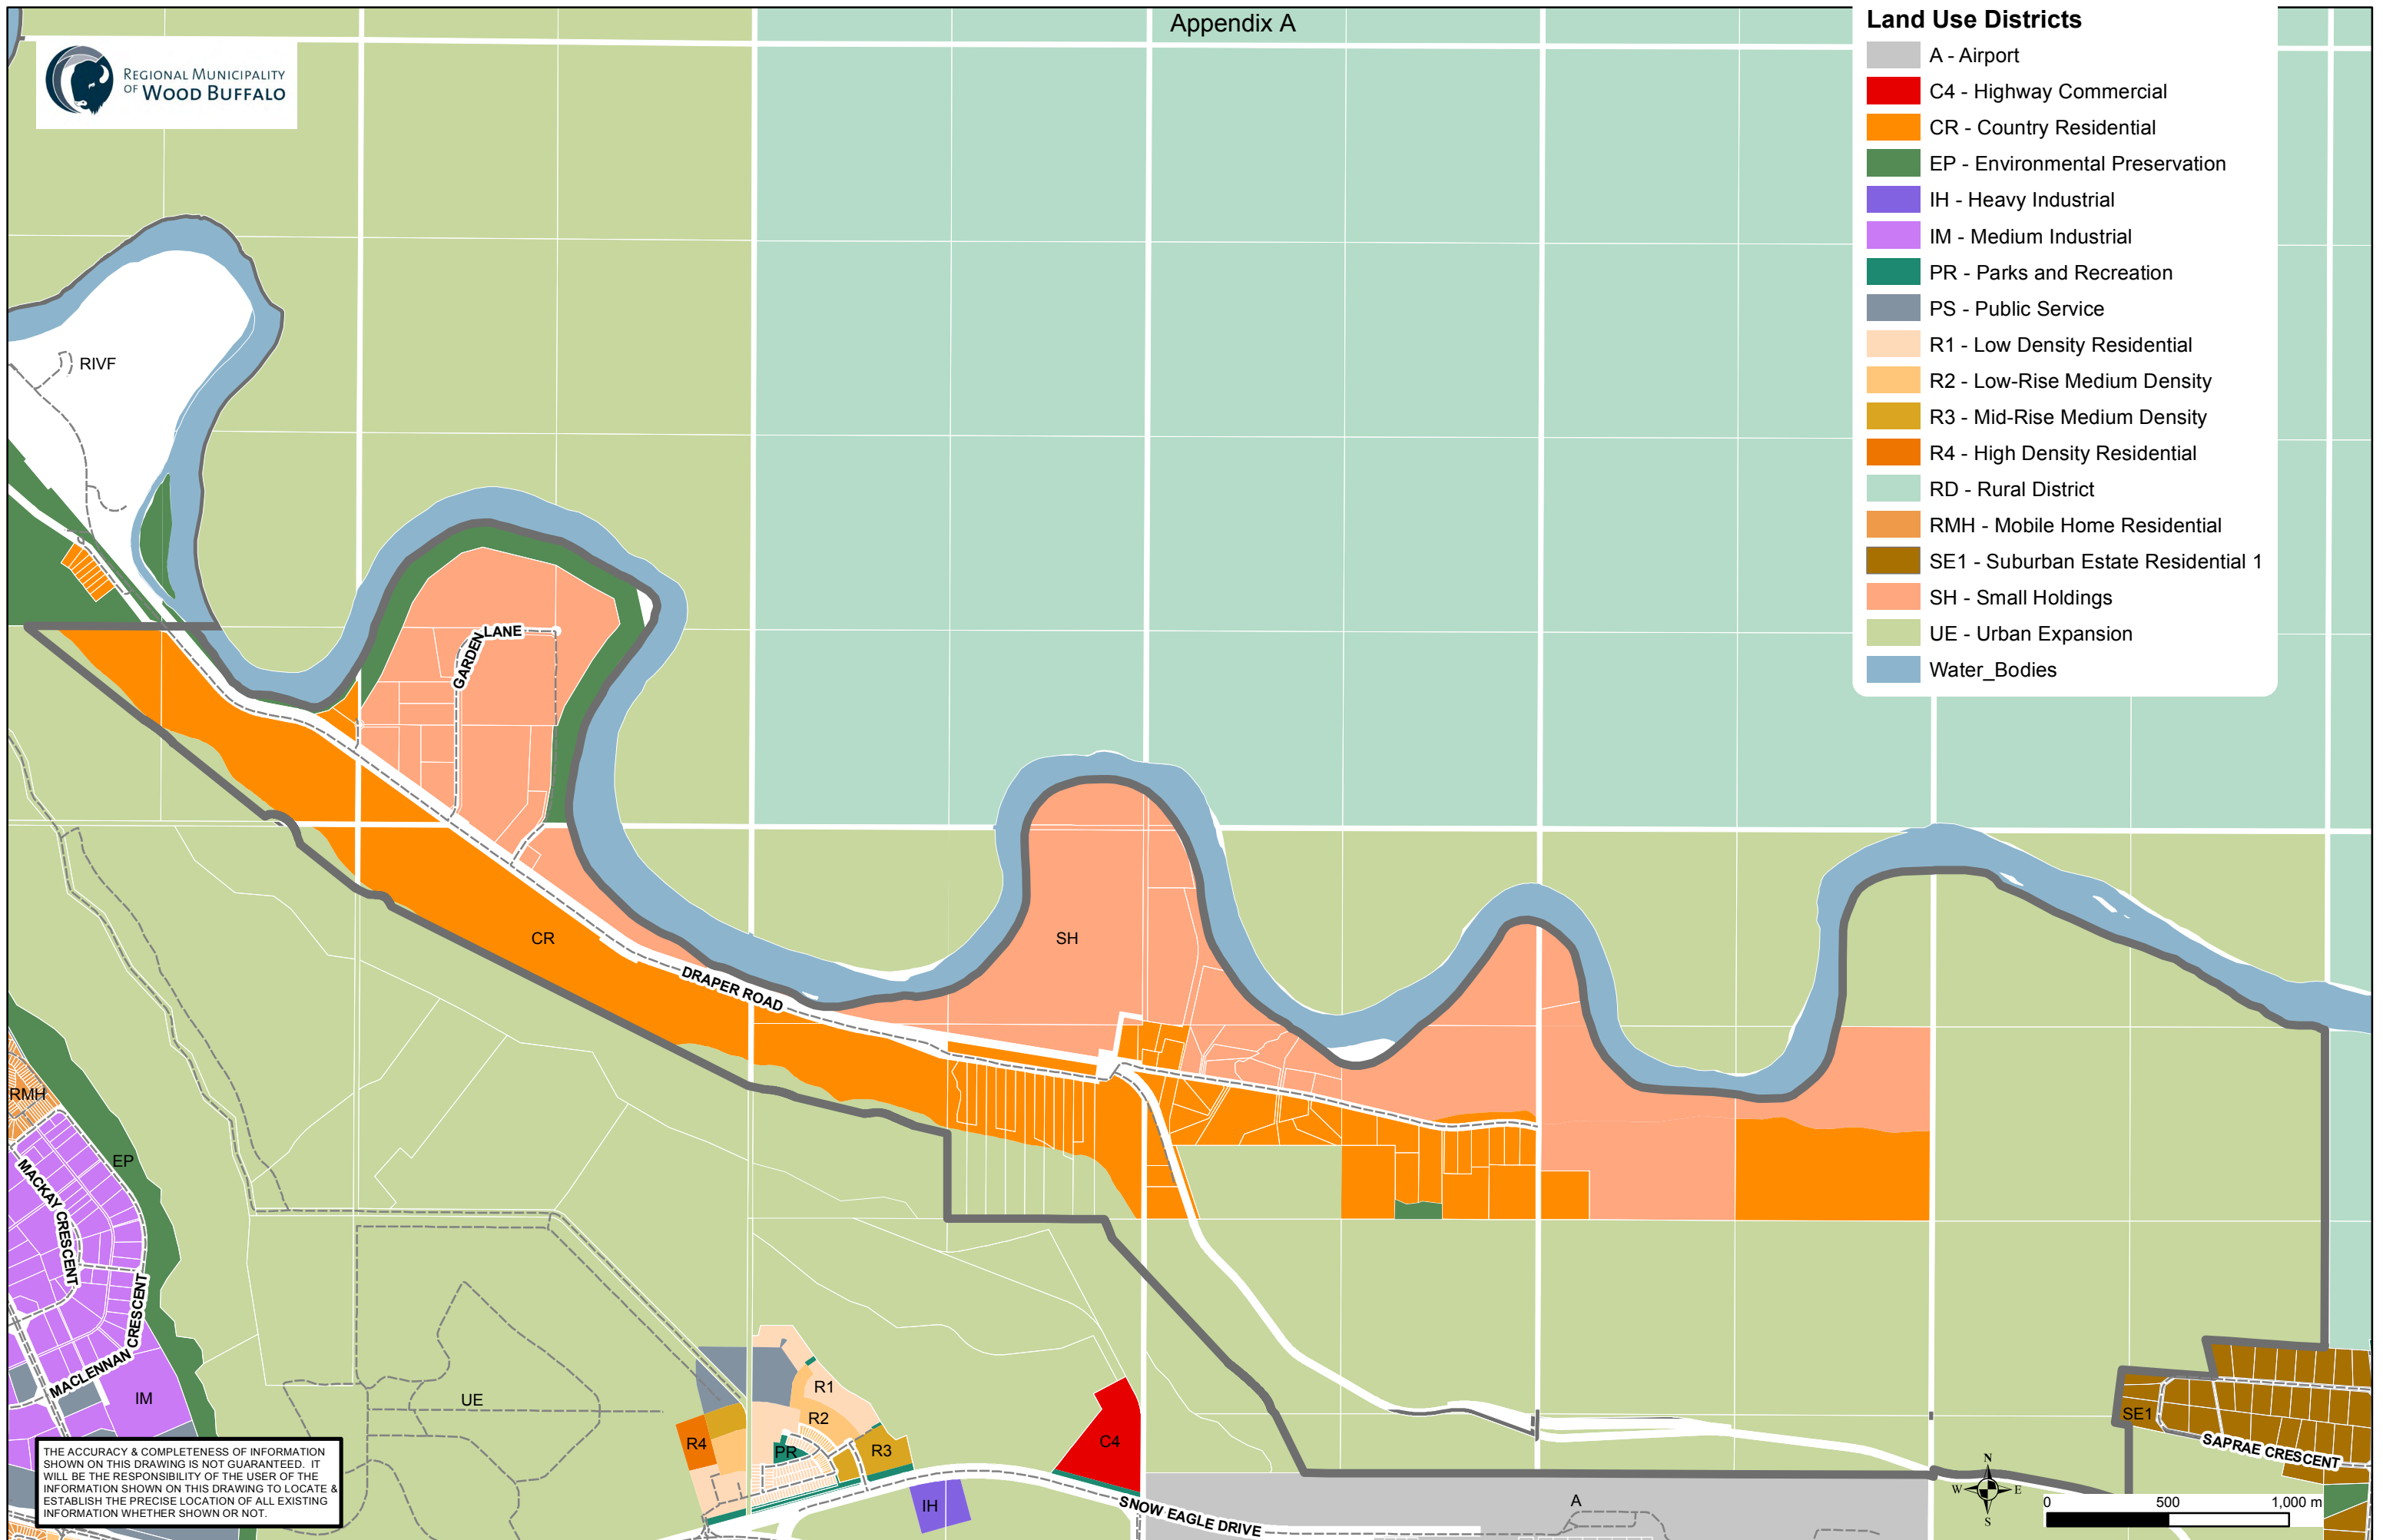 Appendix A
REGIONAL MUNICIPALITY
OF WOOD BUFFALO
Land Use Districts
A - Airport
C4 - Highway Commercial
CR - Country Residential
EP - Environmental Preservation
IH - Heavy Industrial
IM - Medium Industrial
PR - Parks and Recreation
PS - Public Service
R1 - Low Density Residential
R2 - Low-Rise Medium Density
R3 - Mid-Rise Medium Density
R4 - High Density Residential
RD - Rural District
RMH - Mobile Home Residential
SE1 - Suburban Estate Residential 1
SH - Small Holdings
UE - Urban Expansion
Water_Bodies
RIVF
GARDEN LANE
CR
SH
DRAPER ROAD
RMH
EP
MACKAY CRESCENT
MACLENNAN CRESCENT
IM
UE
R1
R2
R4
PR
R3
C4
IH
SNOW EAGLE DRIVE
A
SE1
SAPRAE CRESCENT
N
W E
S
0 500 1,000 m
THE ACCURACY & COMPLETENESS OF INFORMATION
SHOWN ON THIS DRAWING IS NOT GUARANTEED. IT
WILL BE THE RESPONSIBILITY OF THE USER OF THE
INFORMATION SHOWN ON THIS DRAWING TO LOCATE &
ESTABLISH THE PRECISE LOCATION OF ALL EXISTING
INFORMATION WHETHER SHOWN OR NOT.